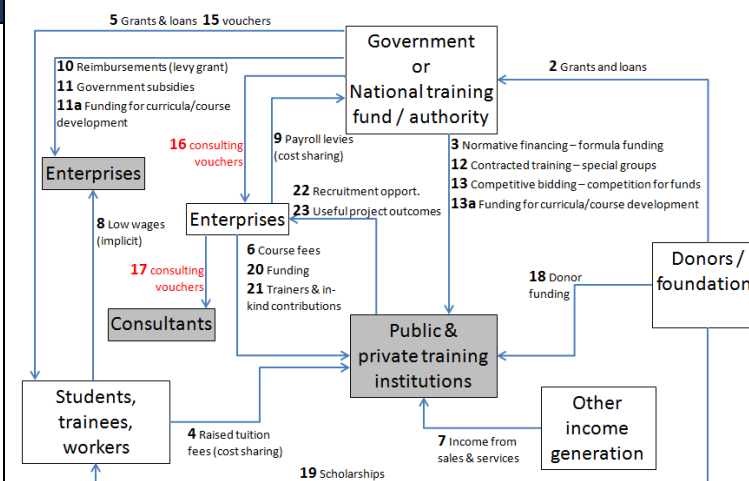 5 Grants & loans 15 vouchers
Government
or
National training
fund / authority
10 Reimbursements (levy grant)
11 Government subsidies
11a Funding for curricula/course
development
2 Grants and loans
16 consulting
vouchers
9 Payroll levies
(cost sharing)
3 Normative financing – formula funding
12 Contracted training – special groups
13 Competitive bidding – competition for funds
13a Funding for curricula/course development
Enterprises
22 Recruitment opport.
23 Useful project outcomes
Enterprises
8 Low wages
(implicit)
6 Course fees
20 Funding
21 Trainers & in-
kind contributions
17 consulting
vouchers
Donors /
foundation
18 Donor
funding
Consultants
Public &
private training
institutions
Students,
trainees,
workers
Other
income
generation
4 Raised tuition
fees (cost sharing)
7 Income from
sales & services
19 Scholarships